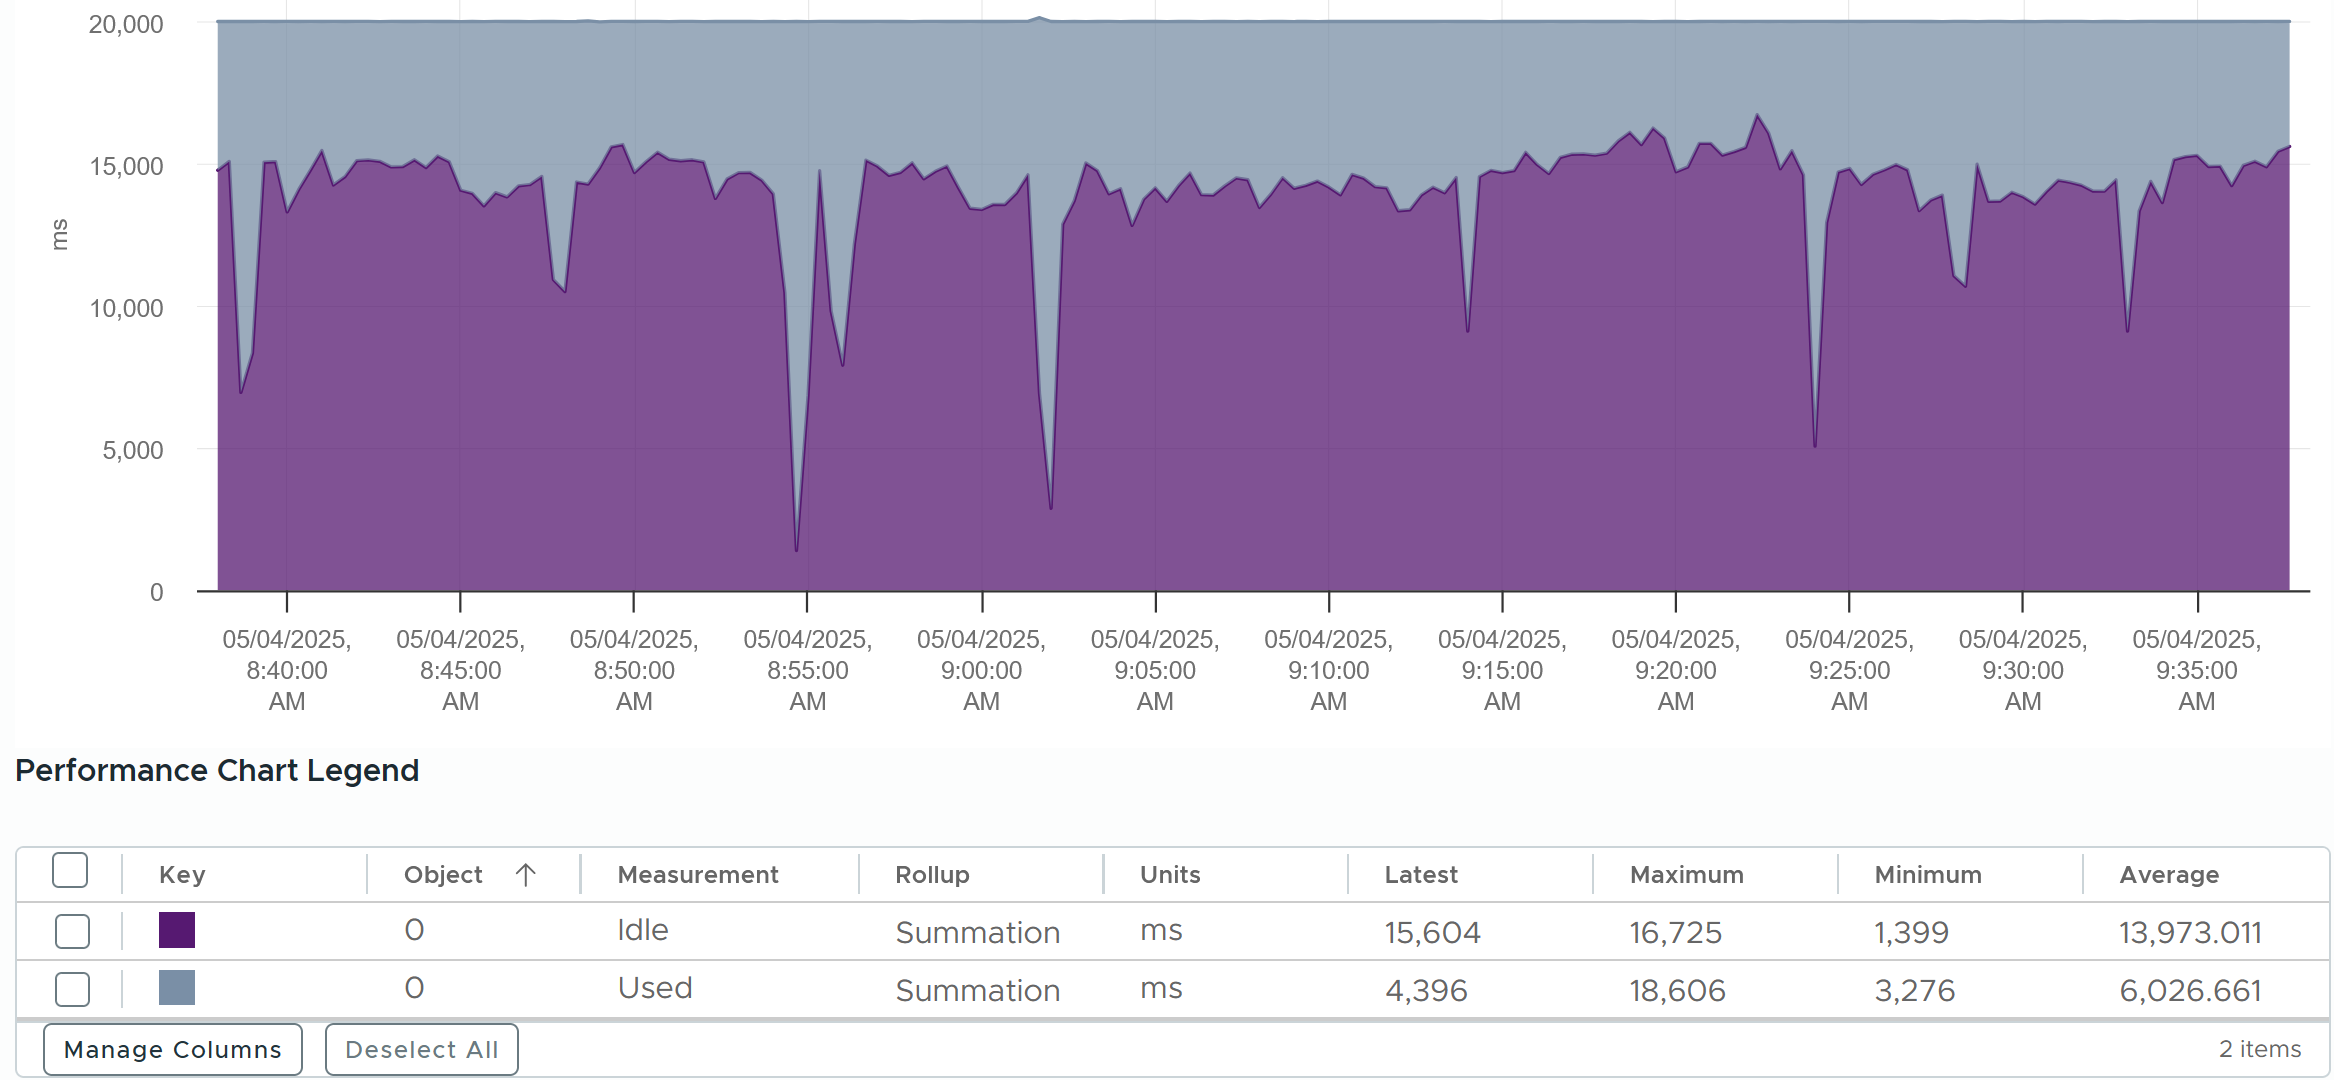 20,000
15,000
10,000
5,000
0
ms
05/04/2025, 8:40:00 AM
05/04/2025, 8:45:00 AM
05/04/2025, 8:50:00 AM
05/04/2025, 8:55:00 AM
05/04/2025, 9:00:00 AM
05/04/2025, 9:05:00 AM
05/04/2025, 9:10:00 AM
05/04/2025, 9:15:00 AM
05/04/2025, 9:20:00 AM
05/04/2025, 9:25:00 AM
05/04/2025, 9:30:00 AM
05/04/2025, 9:35:00 AM
Performance Chart Legend
Key Object ↑ Measurement Rollup Units Latest Maximum Minimum Average
0 Idle Summation ms 15,604 16,725 1,399 13,973.011
0 Used Summation ms 4,396 18,606 3,276 6,026.661
Manage Columns Deselect All 2 items